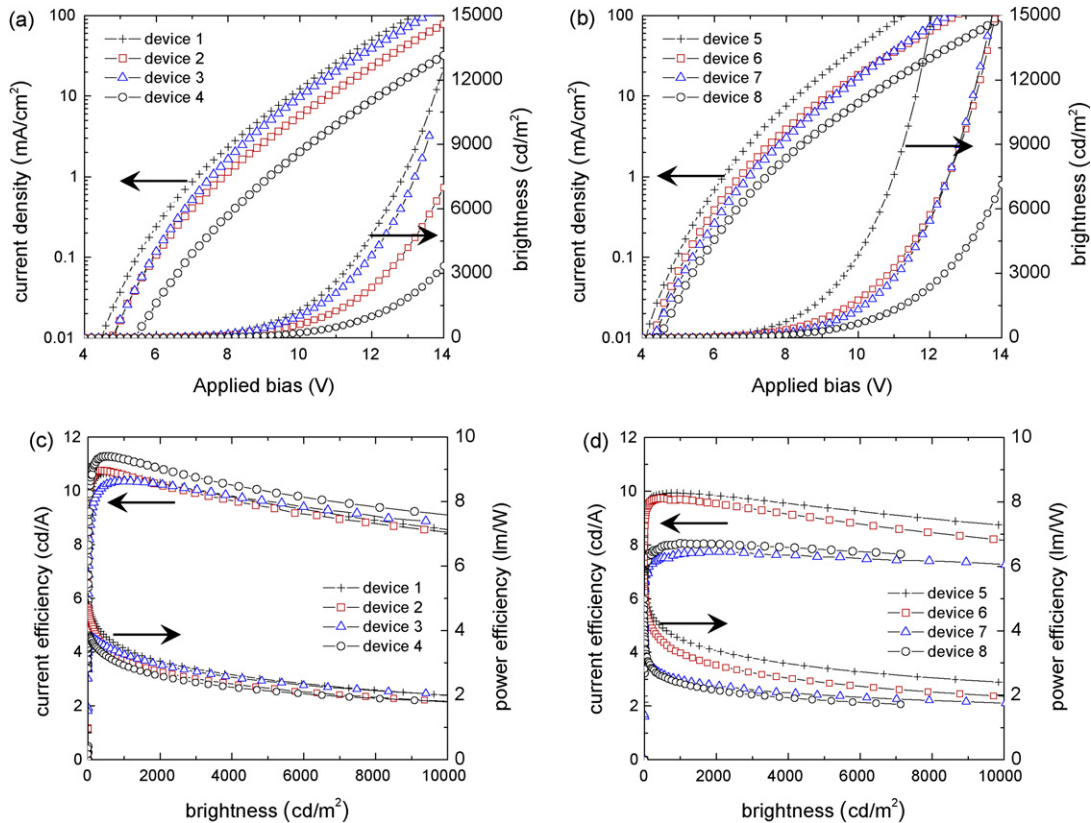 (a)
100
10
1
0.1
0.01
current density (mA/cm²)
device 1
device 2
device 3
device 4
15000
12000
9000
6000
3000
0
brightness (cd/m²)
4 6 8 10 12 14
Applied bias (V)
(b)
100
10
1
0.1
0.01
current density (mA/cm²)
device 5
device 6
device 7
device 8
15000
12000
9000
6000
3000
0
brightness (cd/m²)
4 6 8 10 12 14
Applied bias (V)
(c)
12
10
8
6
4
2
0
current efficiency (cd/A)
device 1
device 2
device 3
device 4
10
8
6
4
2
0
power efficiency (lm/W)
0 2000 4000 6000 8000 10000
brightness (cd/m²)
(d)
12
10
8
6
4
2
0
current efficiency (cd/A)
device 5
device 6
device 7
device 8
10
8
6
4
2
0
power efficiency (lm/W)
0 2000 4000 6000 8000 10000
brightness (cd/m²)